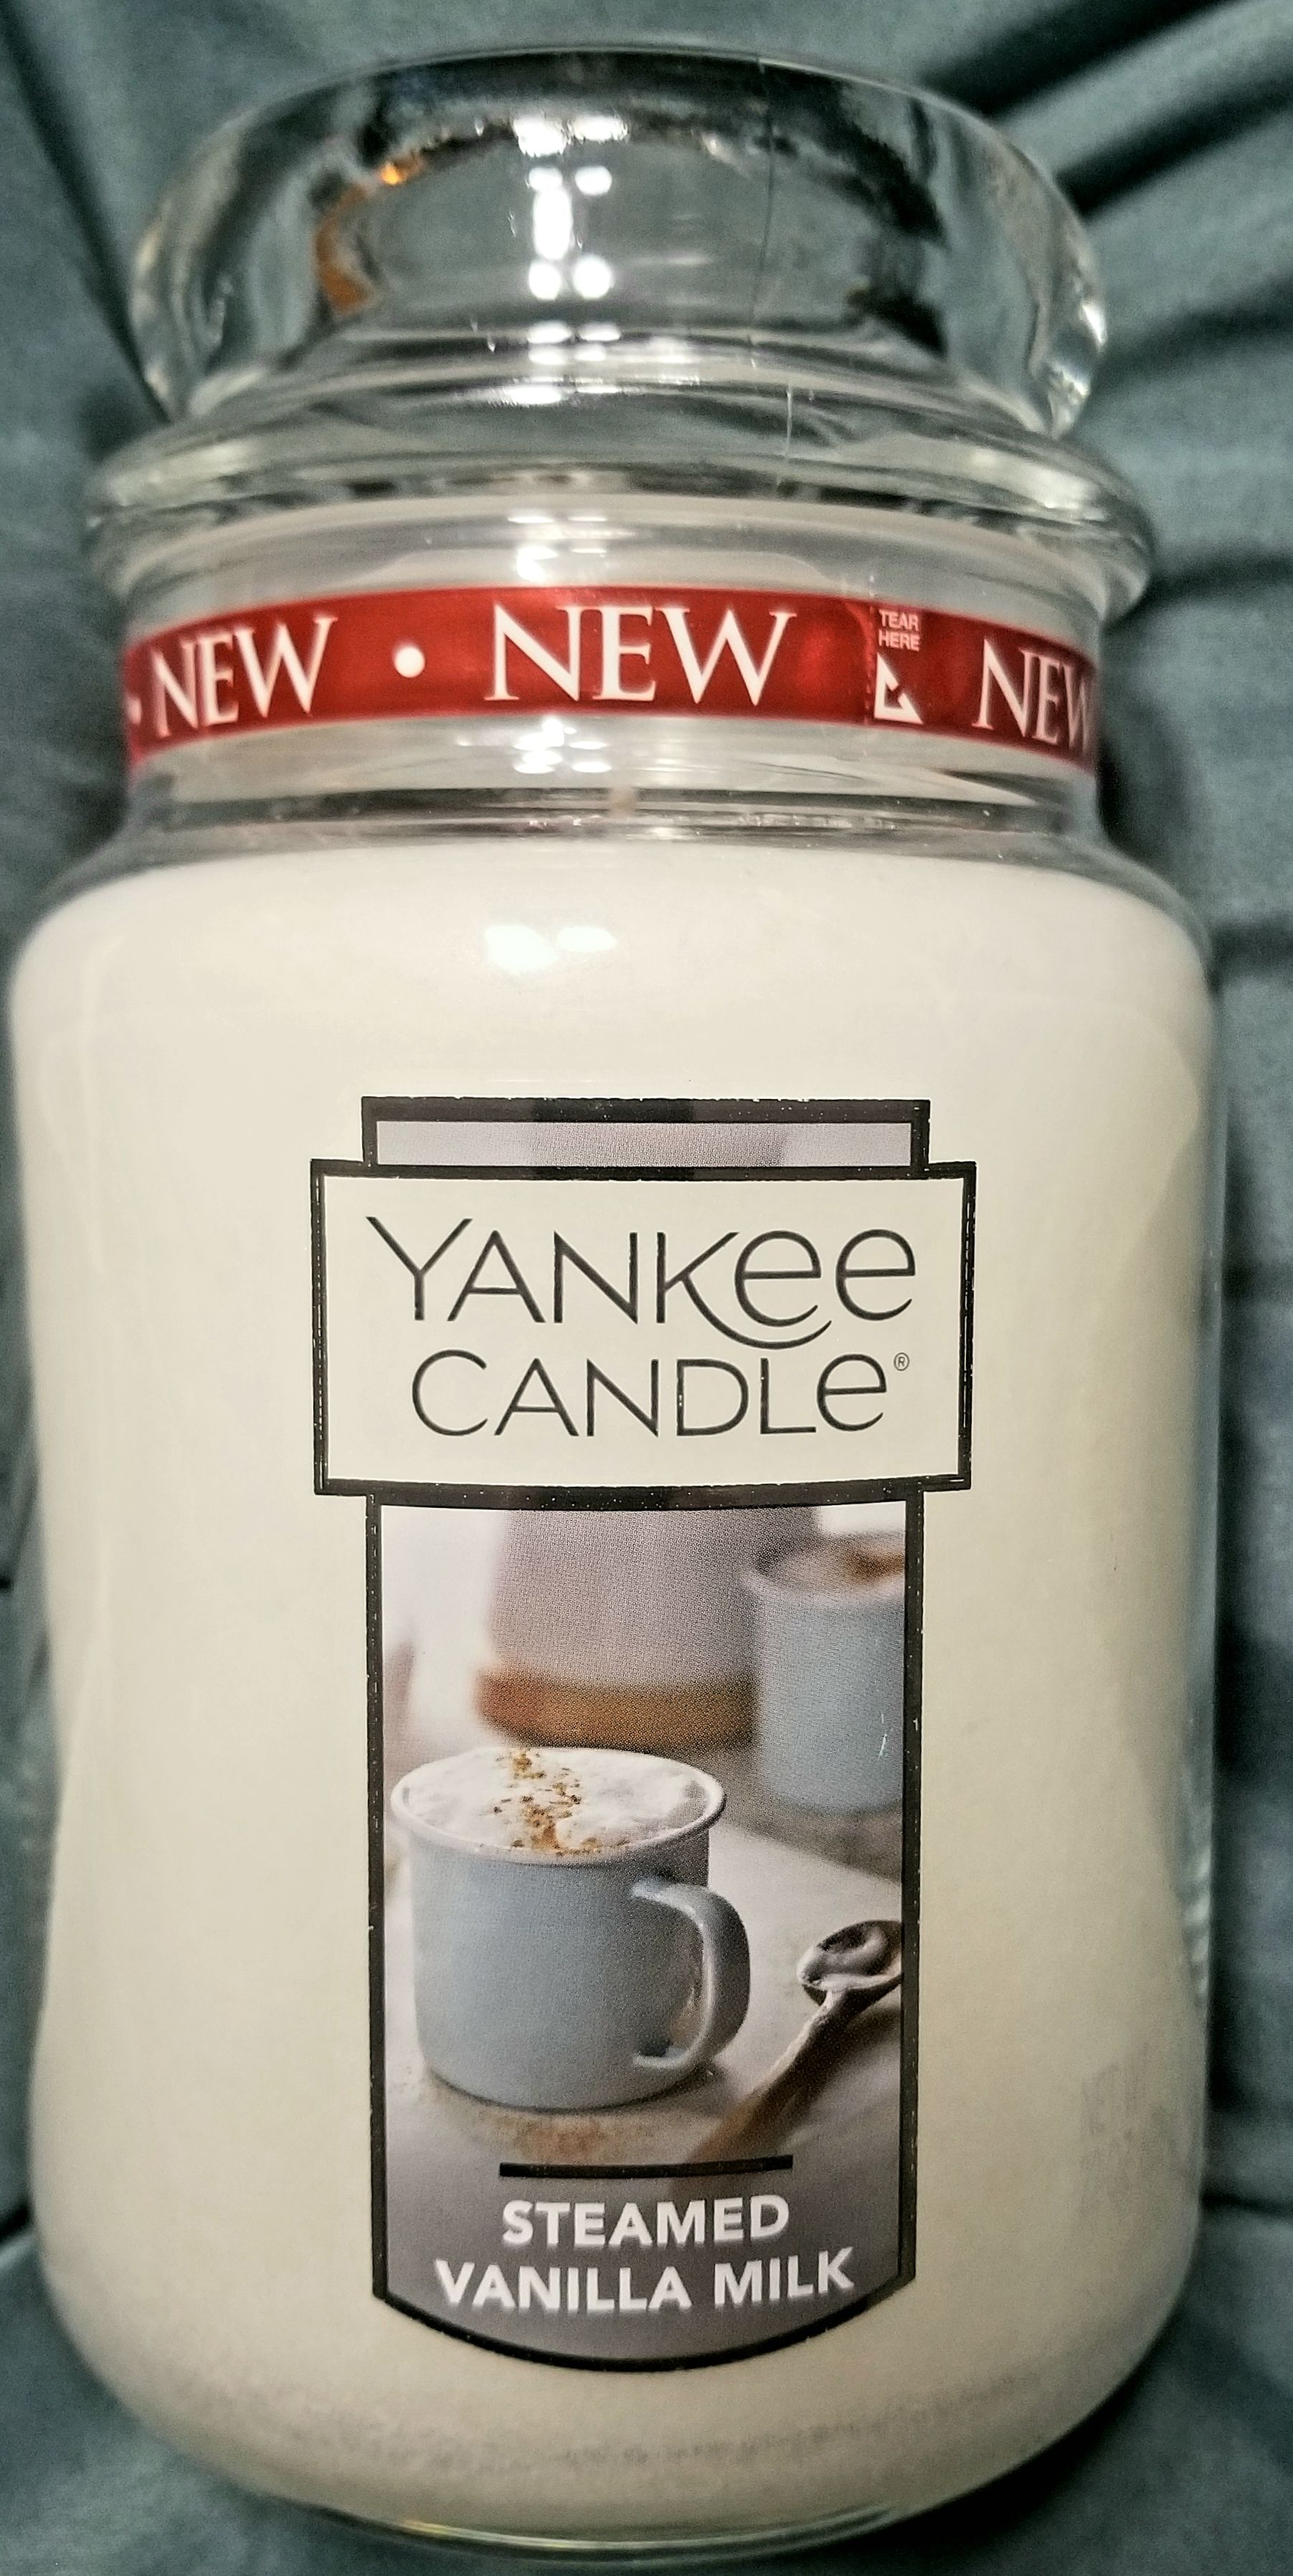 NEW • NEW TEAR NEW
HERE
YANKEE
CANDLE®
STEAMED
VANILLA MILK